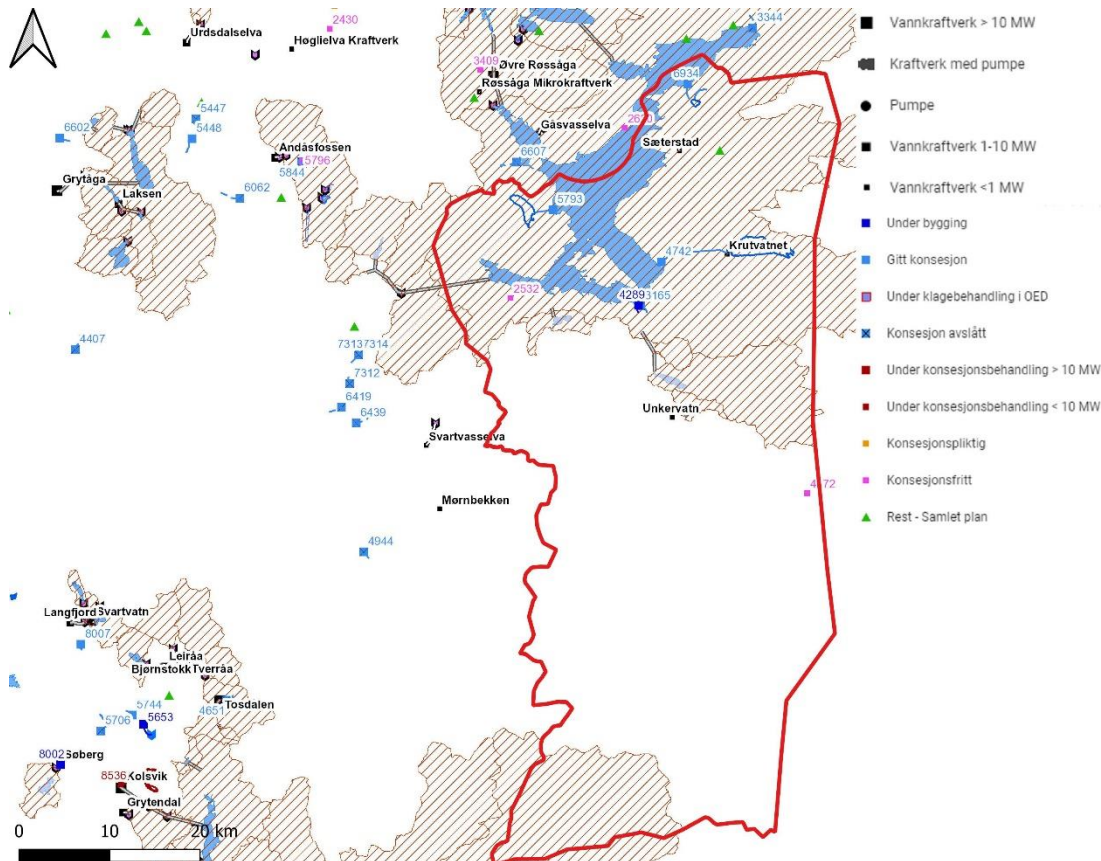 2430
3344
Urdsdalselva
Høglielva Kraftverk
3409
Øvre Røssåga
6934
Røssåga Mikrokraftverk
5447
6602
5448
Gåsvasselva
Sæterstad
Andåsfossen
5796
6607
5844
Grytåga
6062
Laksen
5793
4742
Krutvatnet
2532
4289
3165
4407
7313
7314
7312
6419
6439
Unkervatn
Svartvasselva
Mørnbekken
4944
Langfjord
Svartvatn
8007
Leiråa
Bjørnstokk
Tverråa
4651
Tosdalen
5744
5706
5653
8002
Søberg
8536
Kolsvik
Grytendal
0 10 20 km
Vannkraftverk > 10 MW
Kraftverk med pumpe
Pumpe
Vannkraftverk 1-10 MW
Vannkraftverk <1 MW
Under bygging
Gitt konsesjon
Under klagebehandling i OED
Konsesjon avslått
Under konsesjonsbehandling > 10 MW
Under konsesjonsbehandling < 10 MW
Konsesjonspliktig
Konsesjonsfritt
Rest - Samlet plan